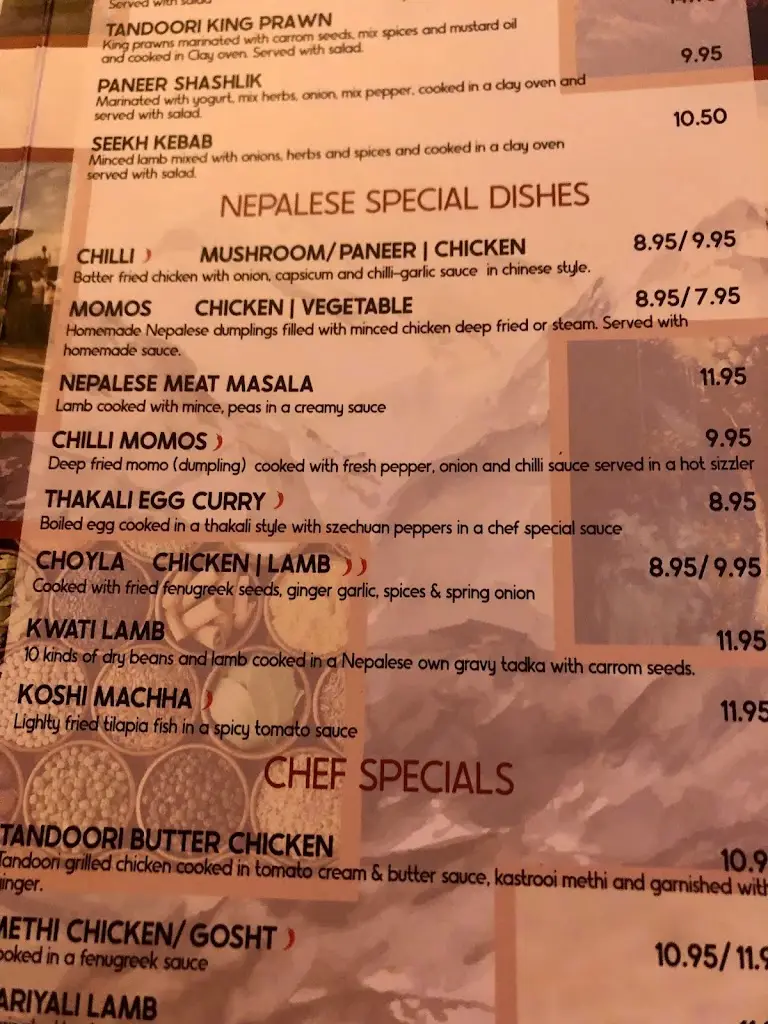 Served with salad
TANDOORI KING PRAWN
King prawns marinated with carrom seeds, mix spices and mustard oil
and cooked in Clay oven. Served with salad.
PANEER SHASHLIK 9.95
Marinated with yogurt, mix herbs, onion, mix pepper, cooked in a clay oven and
served with salad.
SEEKH KEBAB 10.50
Minced lamb mixed with onions, herbs and spices and cooked in a clay oven
served with salad.
NEPALESE SPECIAL DISHES
CHILLI MUSHROOM/PANEER | CHICKEN 8.95/9.95
Batter fried chicken with onion, capsicum and chilli-garlic sauce in chinese style.
MOMOS CHICKEN | VEGETABLE 8.95/7.95
Homemade Nepalese dumplings filled with minced chicken deep fried or steam. Served with
homemade sauce.
NEPALESE MEAT MASALA 11.95
Lamb cooked with mince, peas in a creamy sauce
CHILLI MOMOS 9.95
Deep fried momo (dumpling) cooked with fresh pepper, onion and chilli sauce served in a hot sizzler
THAKALI EGG CURRY 8.95
Boiled egg cooked in a thakali style with szechuan peppers in a chef special sauce
CHOYLA CHICKEN | LAMB 8.95/9.95
Cooked with fried fenugreek seeds, ginger garlic, spices & spring onion
KWATI LAMB 11.95
10 kinds of dry beans and lamb cooked in a Nepalese own gravy tadka with carrom seeds.
KOSHI MACHHA 11.95
Lighlty fried tilapia fish in a spicy tomato sauce
CHEF SPECIALS
TANDOORI BUTTER CHICKEN 10.9
Tandoori grilled chicken cooked in tomato cream & butter sauce, kastrooi methi and garnished with
inger.
METHI CHICKEN/GOSHT 10.95/11.9
ooked in a fenugreek sauce
ARIYALI LAMB